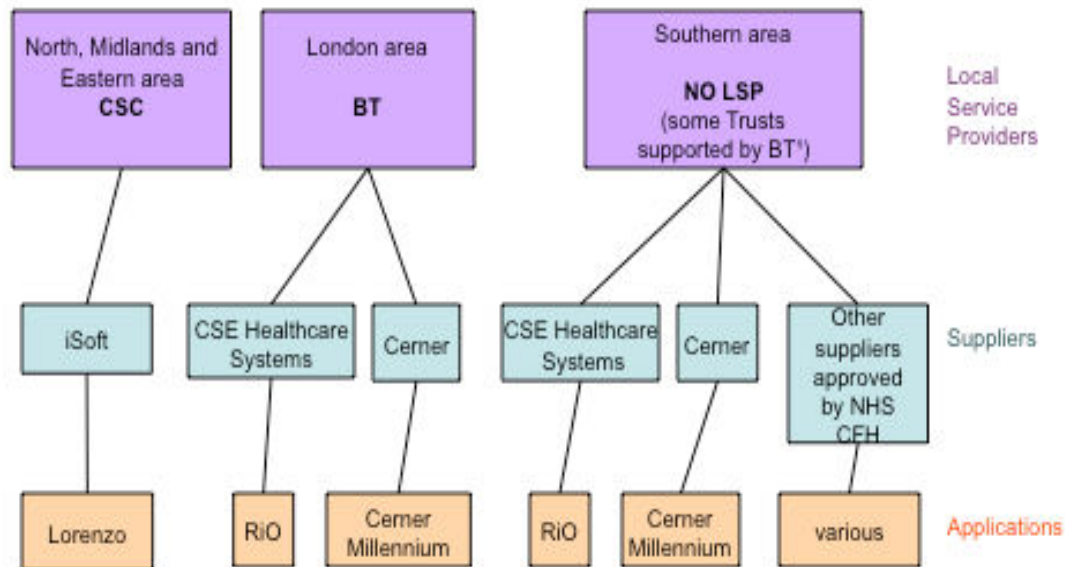 North, Midlands and
Eastern area
CSC
London area
BT
Southern area
NO LSP
(some Trusts
supported by BT¹)
Local
Service
Providers
iSoft
CSE Healthcare
Systems
Cerner
CSE Healthcare
Systems
Cerner
Other
suppliers
approved
by NHS
CFH
Suppliers
Lorenzo
RiO
Cerner
Millennium
RiO
Cerner
Millennium
various
Applications